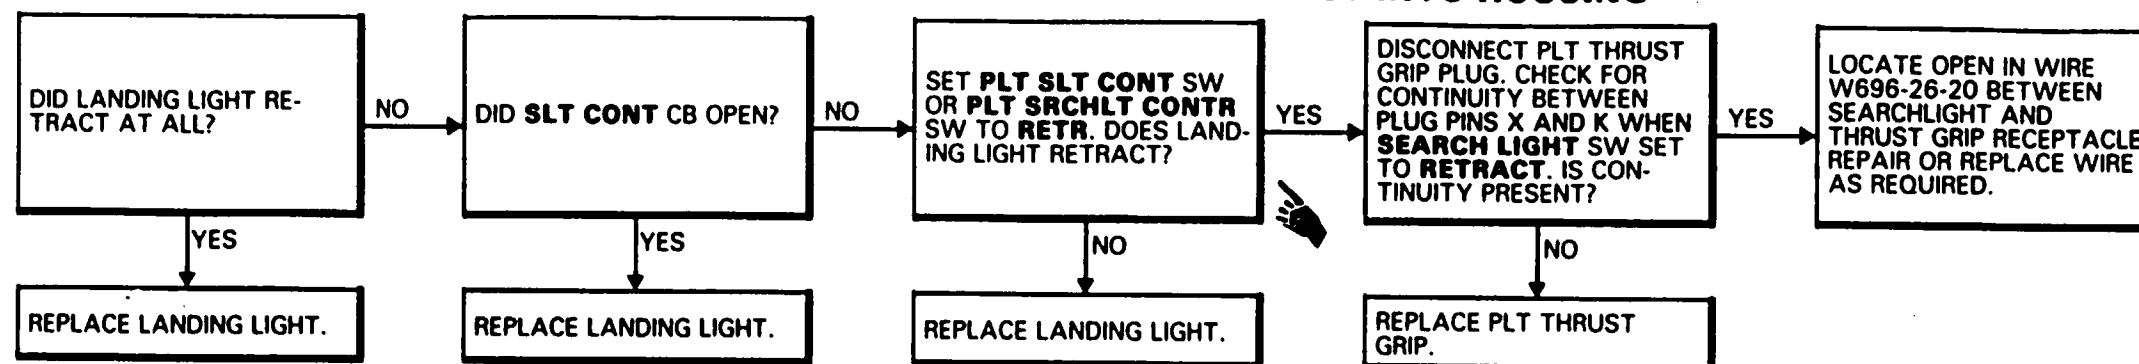 HOUSING
DID LANDING LIGHT RE-
TRACT AT ALL?
NO
DID SLT CONT CB OPEN?
NO
SET PLT SLT CONT SW
OR PLT SRCHLT CONTR
SW TO RETR. DOES LAND-
ING LIGHT RETRACT?
YES
DISCONNECT PLT THRUST
GRIP PLUG. CHECK FOR
CONTINUITY BETWEEN
PLUG PINS X AND K WHEN
SEARCH LIGHT SW SET
TO RETRACT. IS CON-
TINUITY PRESENT?
YES
LOCATE OPEN IN WIRE
W696-26-20 BETWEEN
SEARCHLIGHT AND
THRUST GRIP RECEPTACLE
REPAIR OR REPLACE WIRE
AS REQUIRED.
YES
YES
NO
NO
REPLACE LANDING LIGHT.
REPLACE LANDING LIGHT.
REPLACE LANDING LIGHT.
REPLACE PLT THRUST
GRIP.